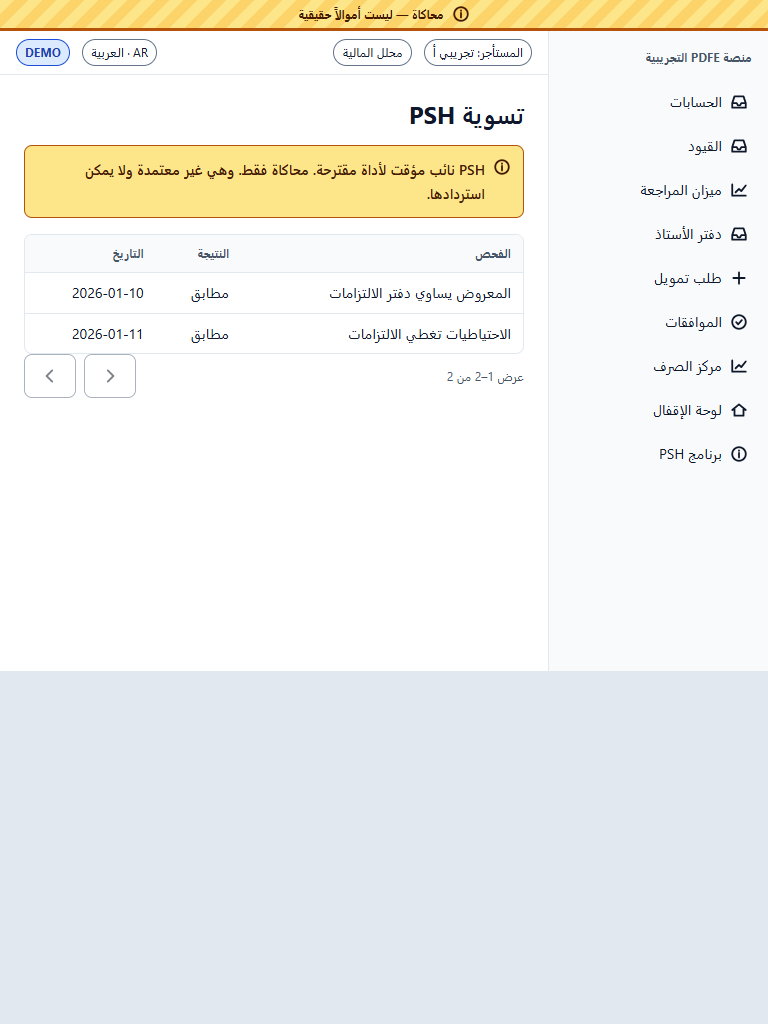 محاكاة — ليست أموالاً حقيقية
منصة PDFE التجريبية
الحسابات
القيود
ميزان المراجعة
دفتر الأستاذ
طلب تمويل
الموافقات
مركز الصرف
لوحة الإقفال
برنامج PSH
المستأجر: تجريبي أ
محلل المالية
AR · العربية
DEMO
تسوية PSH
PSH نائب مؤقت لأداة مقترحة. محاكاة فقط. وهي غير معتمدة ولا يمكن
استردادها.
الفحص النتيجة التاريخ
المعروض يساوي دفتر الالتزامات مطابق 2026-01-10
الاحتياطيات تغطي الالتزامات مطابق 2026-01-11
عرض 1–2 من 2